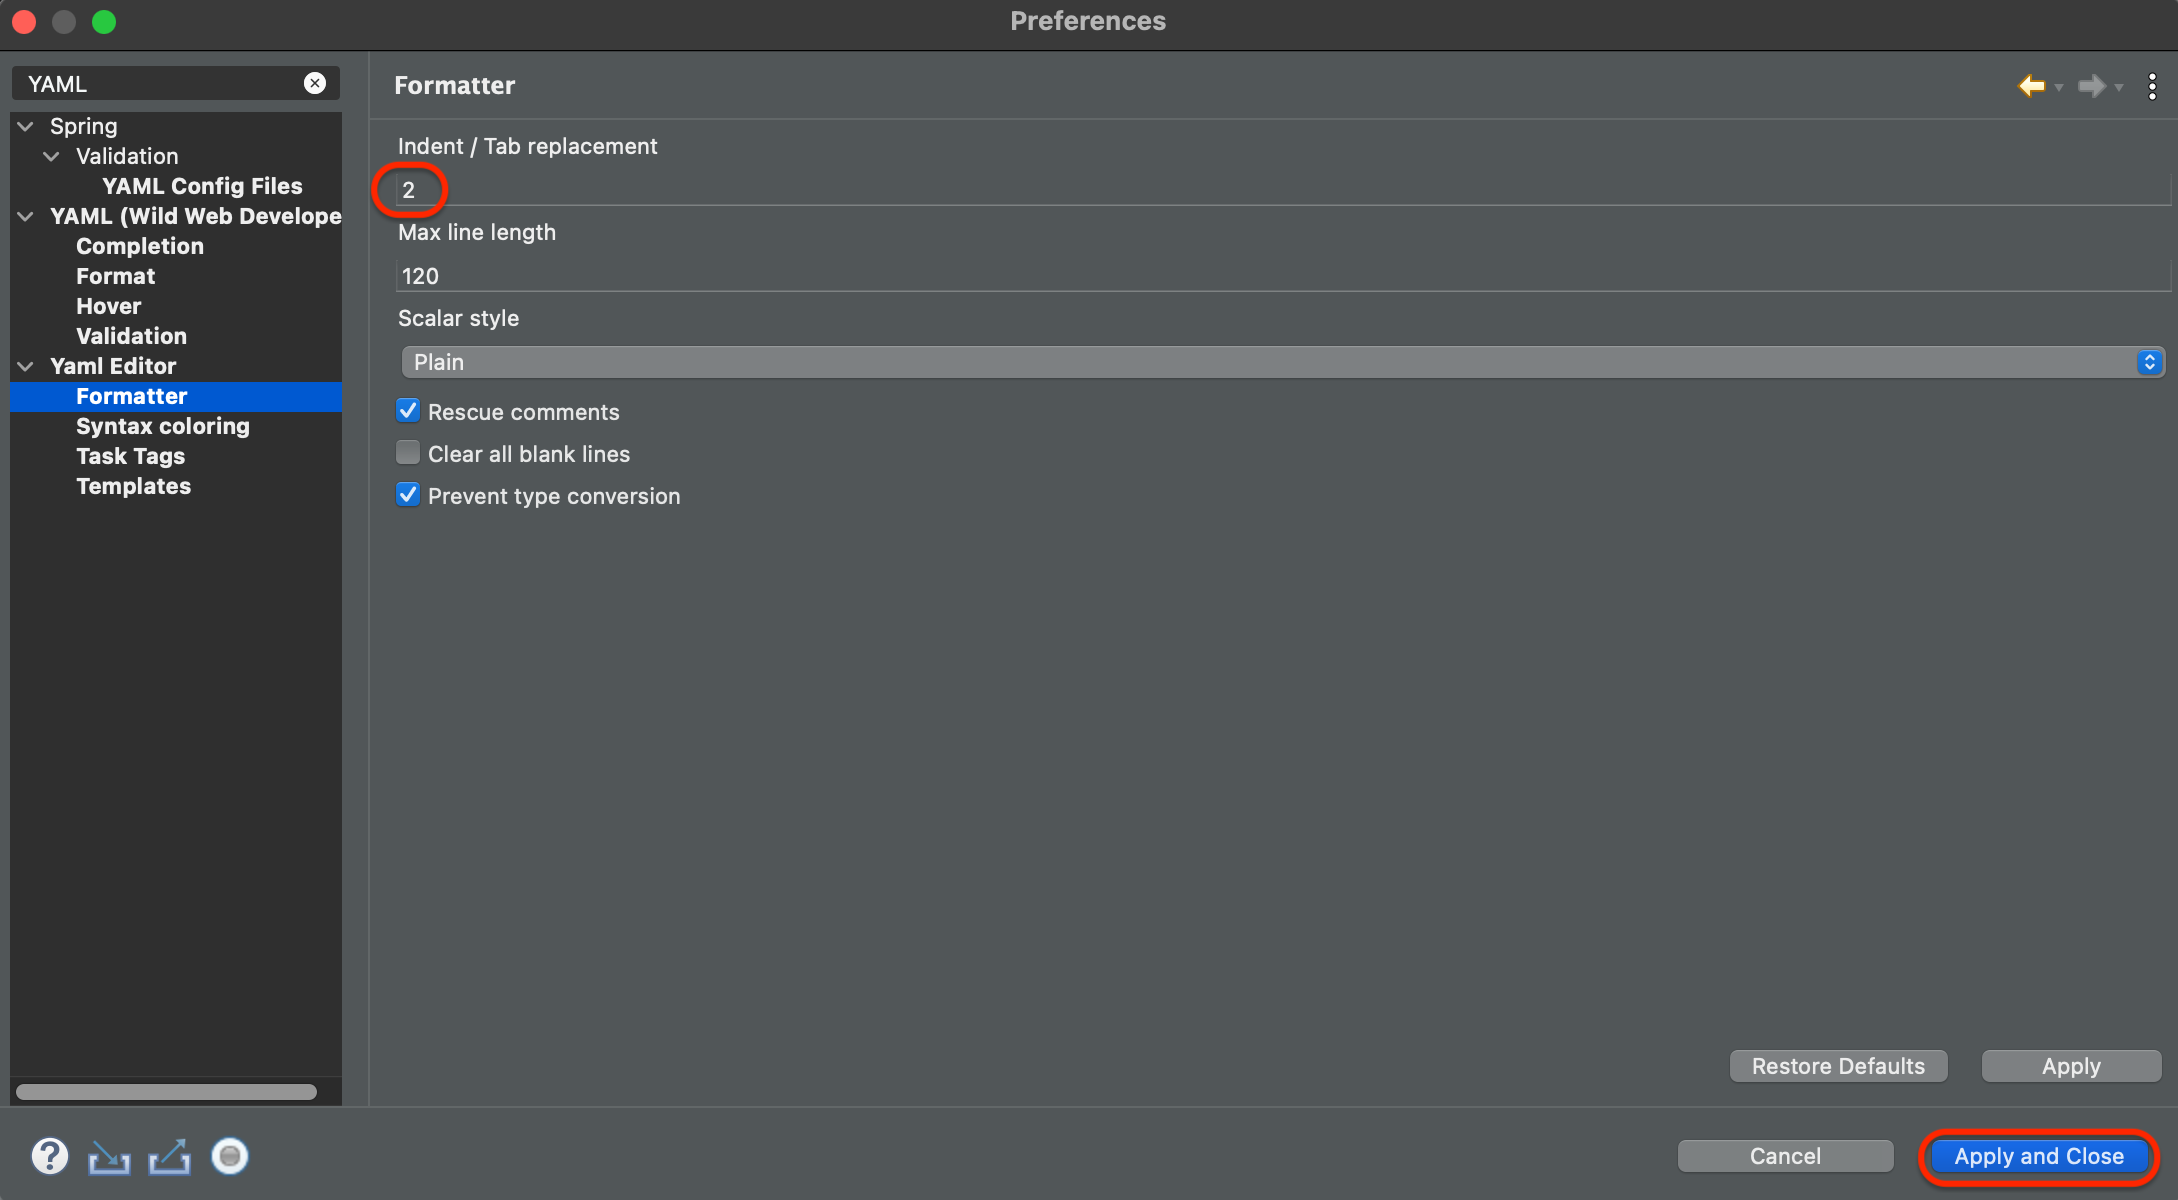 Preferences
YAML
Spring
Validation
YAML Config Files
YAML (Wild Web Develope
Completion
Format
Hover
Validation
Yaml Editor
Formatter
Syntax coloring
Task Tags
Templates
Formatter
Indent / Tab replacement
2
Max line length
120
Scalar style
Plain
Rescue comments
Clear all blank lines
Prevent type conversion
Restore Defaults
Apply
?
Cancel
Apply and Close